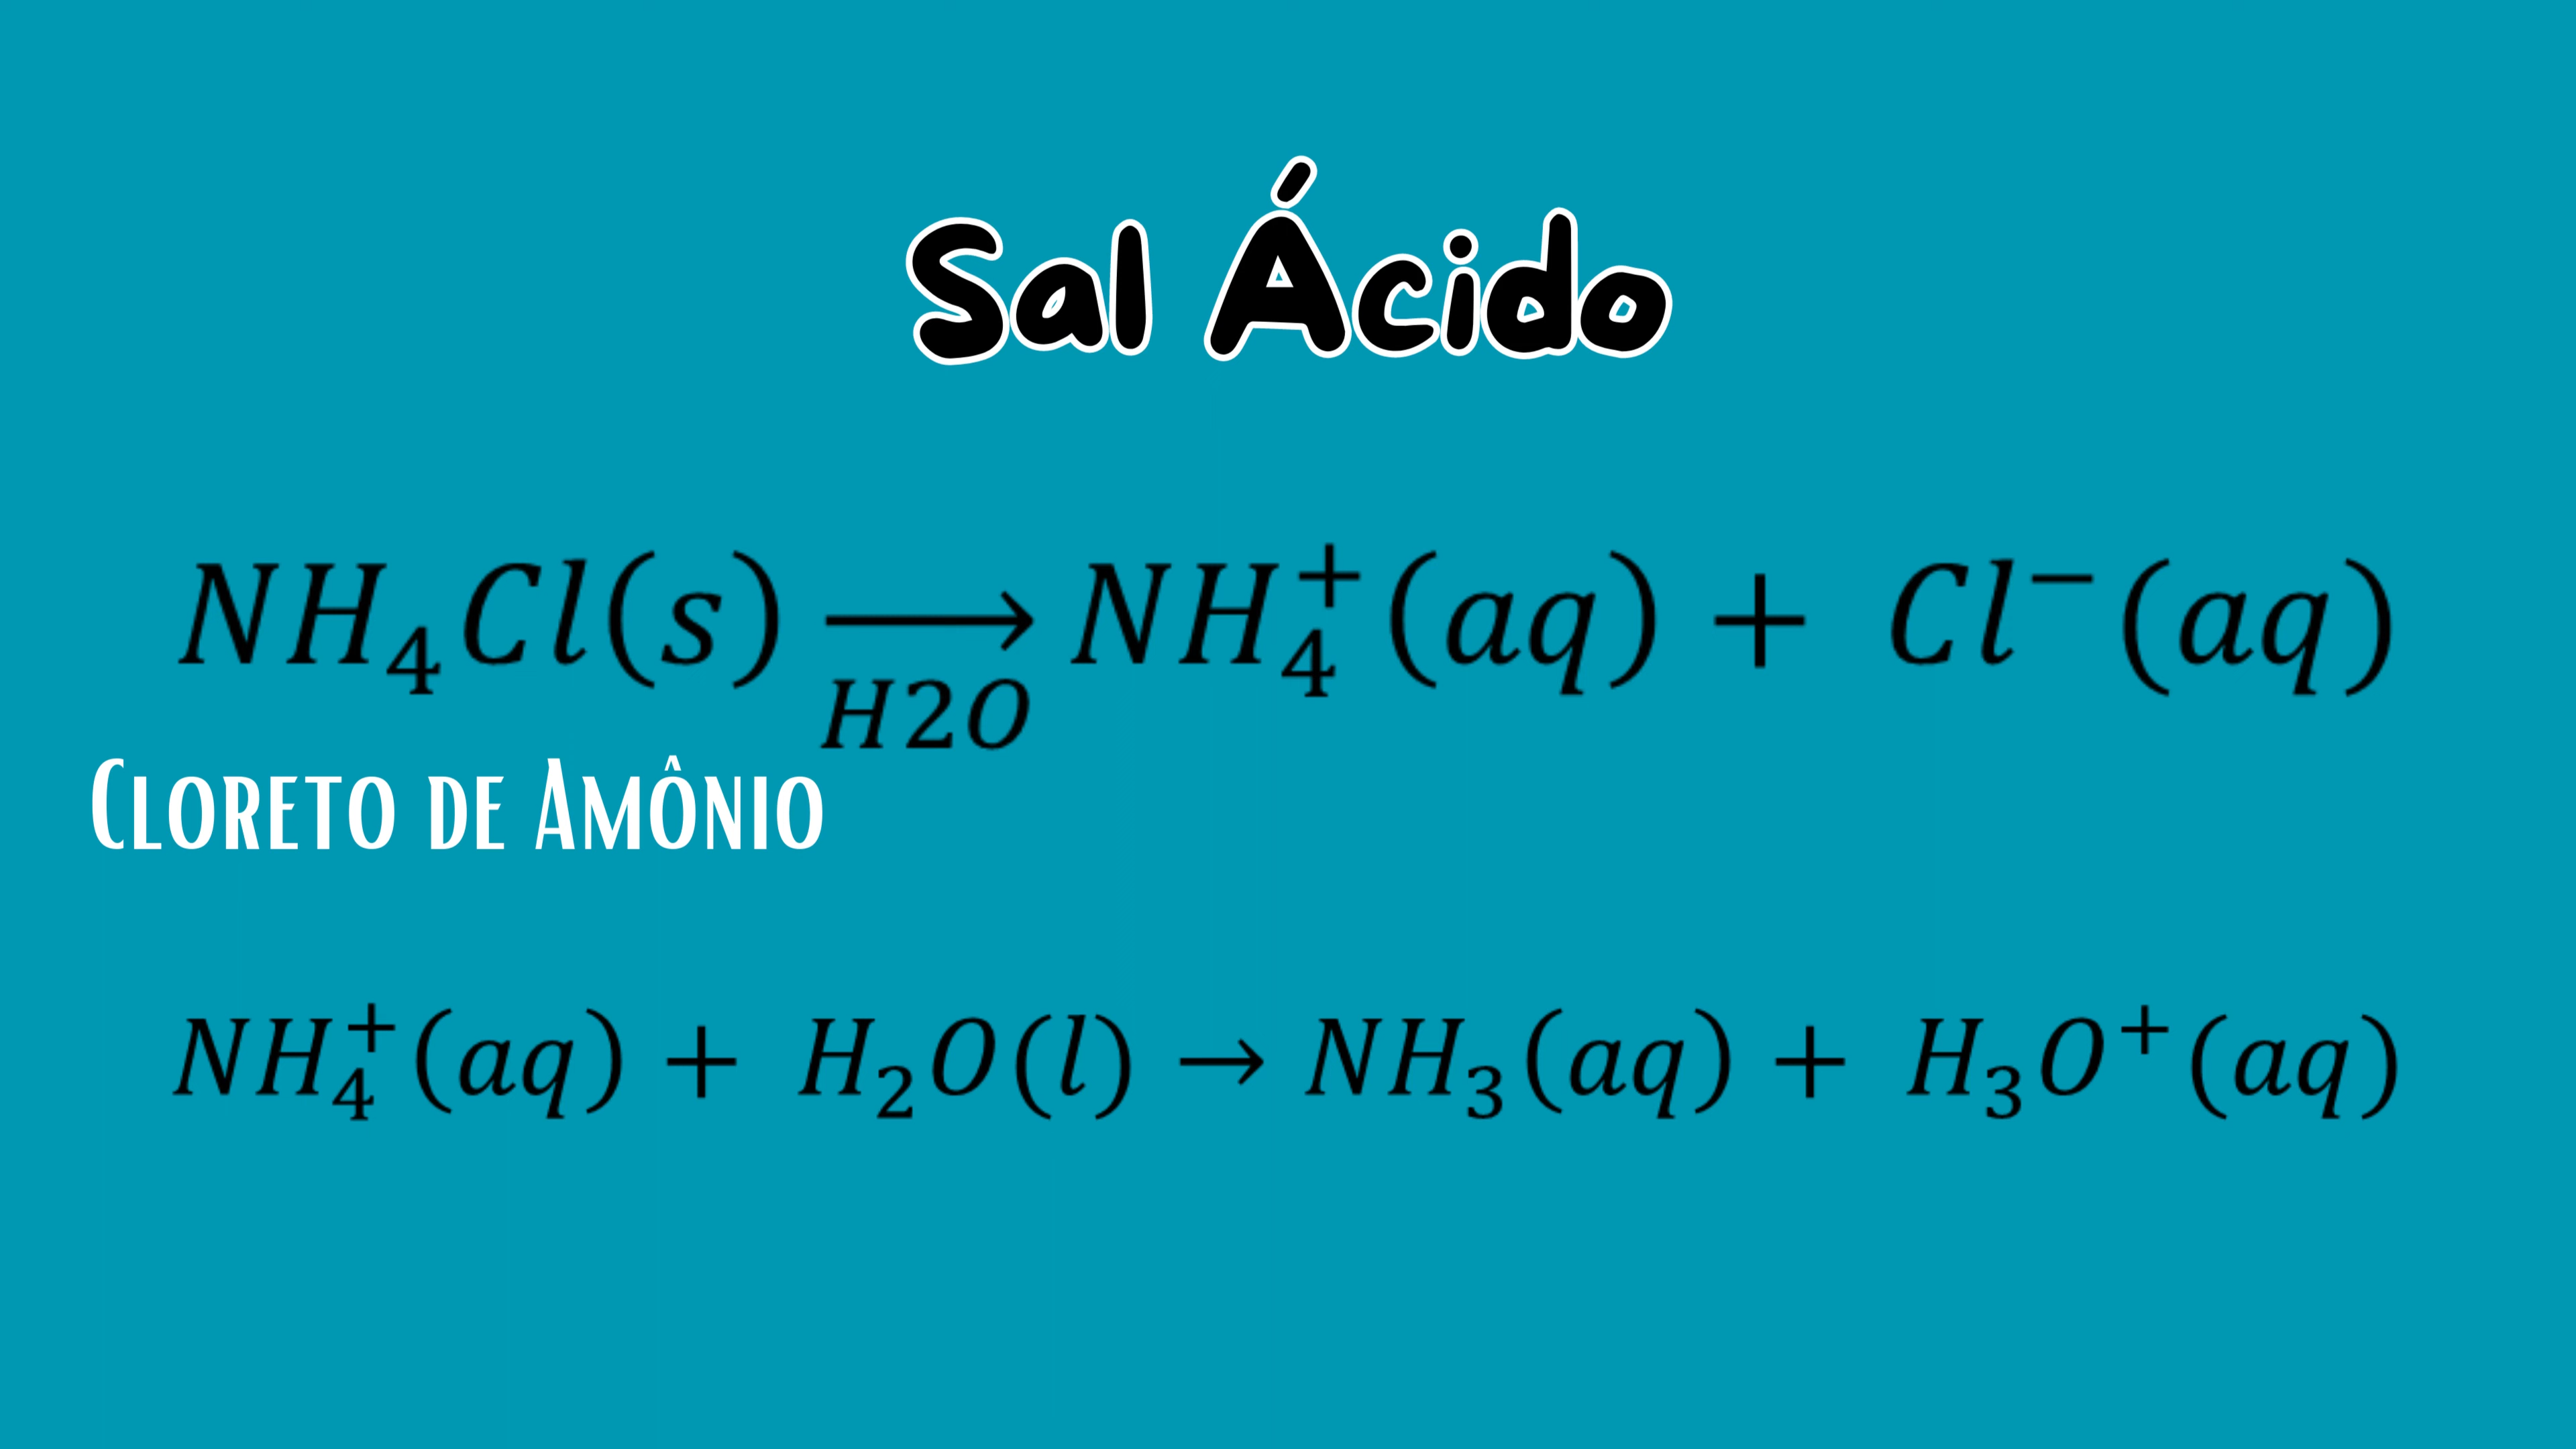 Sal Ácido
NH₄Cl(s) ⟶ NH₄⁺(aq) + Cl⁻(aq)
H2O
Cloreto de Amônio
NH₄⁺(aq) + H₂O(l) → NH₃(aq) + H₃O⁺(aq)